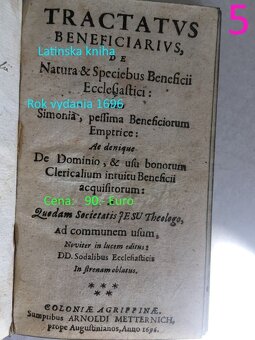 5
TRACTATVS
BENEFICIARIVS,
Latinska kniha
DE
Natura & Speciebus Beneficii
Ecclesiastici:
Rok vydania 1696
Simonia, pessima Beneficiorum
Emptrice:
Ac denique
De Dominio, & usu bonorum
Clericalium intuitu Beneficii
acquisitorum:
Cena: 90.- Euro
Quodam Societatis JESU Theologo,
Ad communem usum,
Noviter in lucem editus:
DD. Sodalibus Ecclesiasticis
In strenam oblatus.
COLONIÆ AGRIPPINÆ.
Sumptibus ARNOLDI METTERNICH,
prope Augustinianos, Anno 1696.